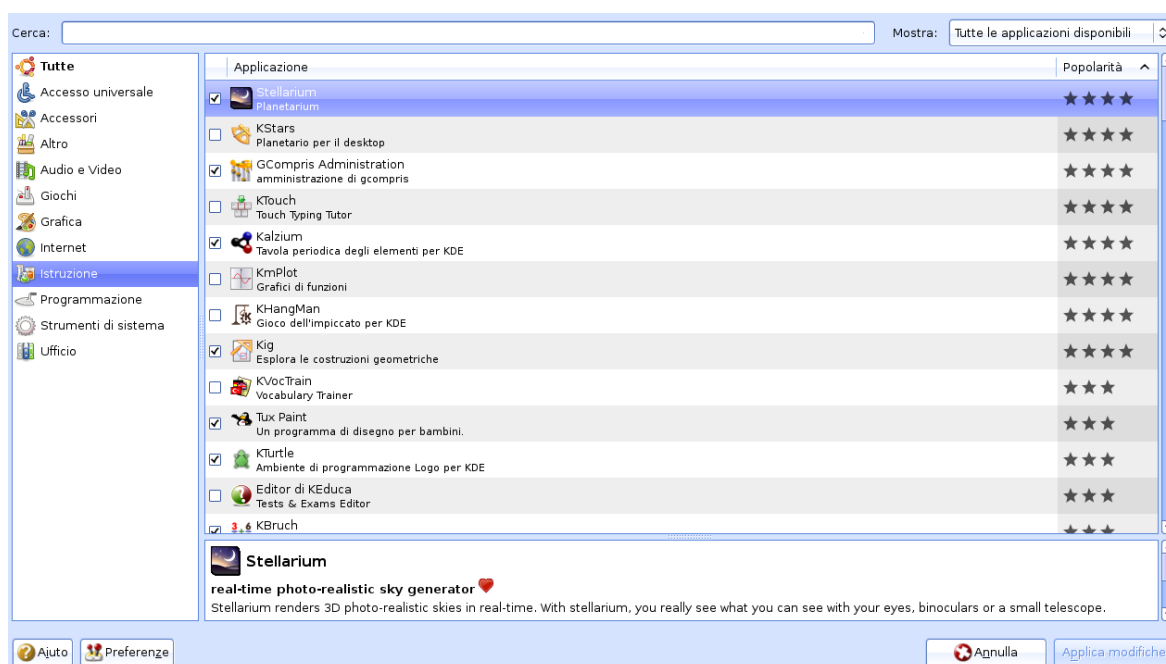 Cerca:
Mostra: Tutte le applicazioni disponibili
Tutte
Accesso universale
Accessori
Altro
Audio e Video
Giochi
Grafica
Internet
Istruzione
Programmazione
Strumenti di sistema
Ufficio
Applicazione Popolarità
Stellarium
Planetarium
KStars
Planetario per il desktop
GCompris Administration
amministrazione di gcompris
KTouch
Touch Typing Tutor
Kalzium
Tavola periodica degli elementi per KDE
KmPlot
Grafici di funzioni
KHangMan
Gioco dell'impiccato per KDE
Kig
Esplora le costruzioni geometriche
KVocTrain
Vocabulary Trainer
Tux Paint
Un programma di disegno per bambini.
KTurtle
Ambiente di programmazione Logo per KDE
Editor di KEduca
Tests & Exams Editor
KBruch
Stellarium
real-time photo-realistic sky generator
Stellarium renders 3D photo-realistic skies in real-time. With stellarium, you really see what you can see with your eyes, binoculars or a small telescope.
Aiuto Preferenze Annulla Applica modifiche